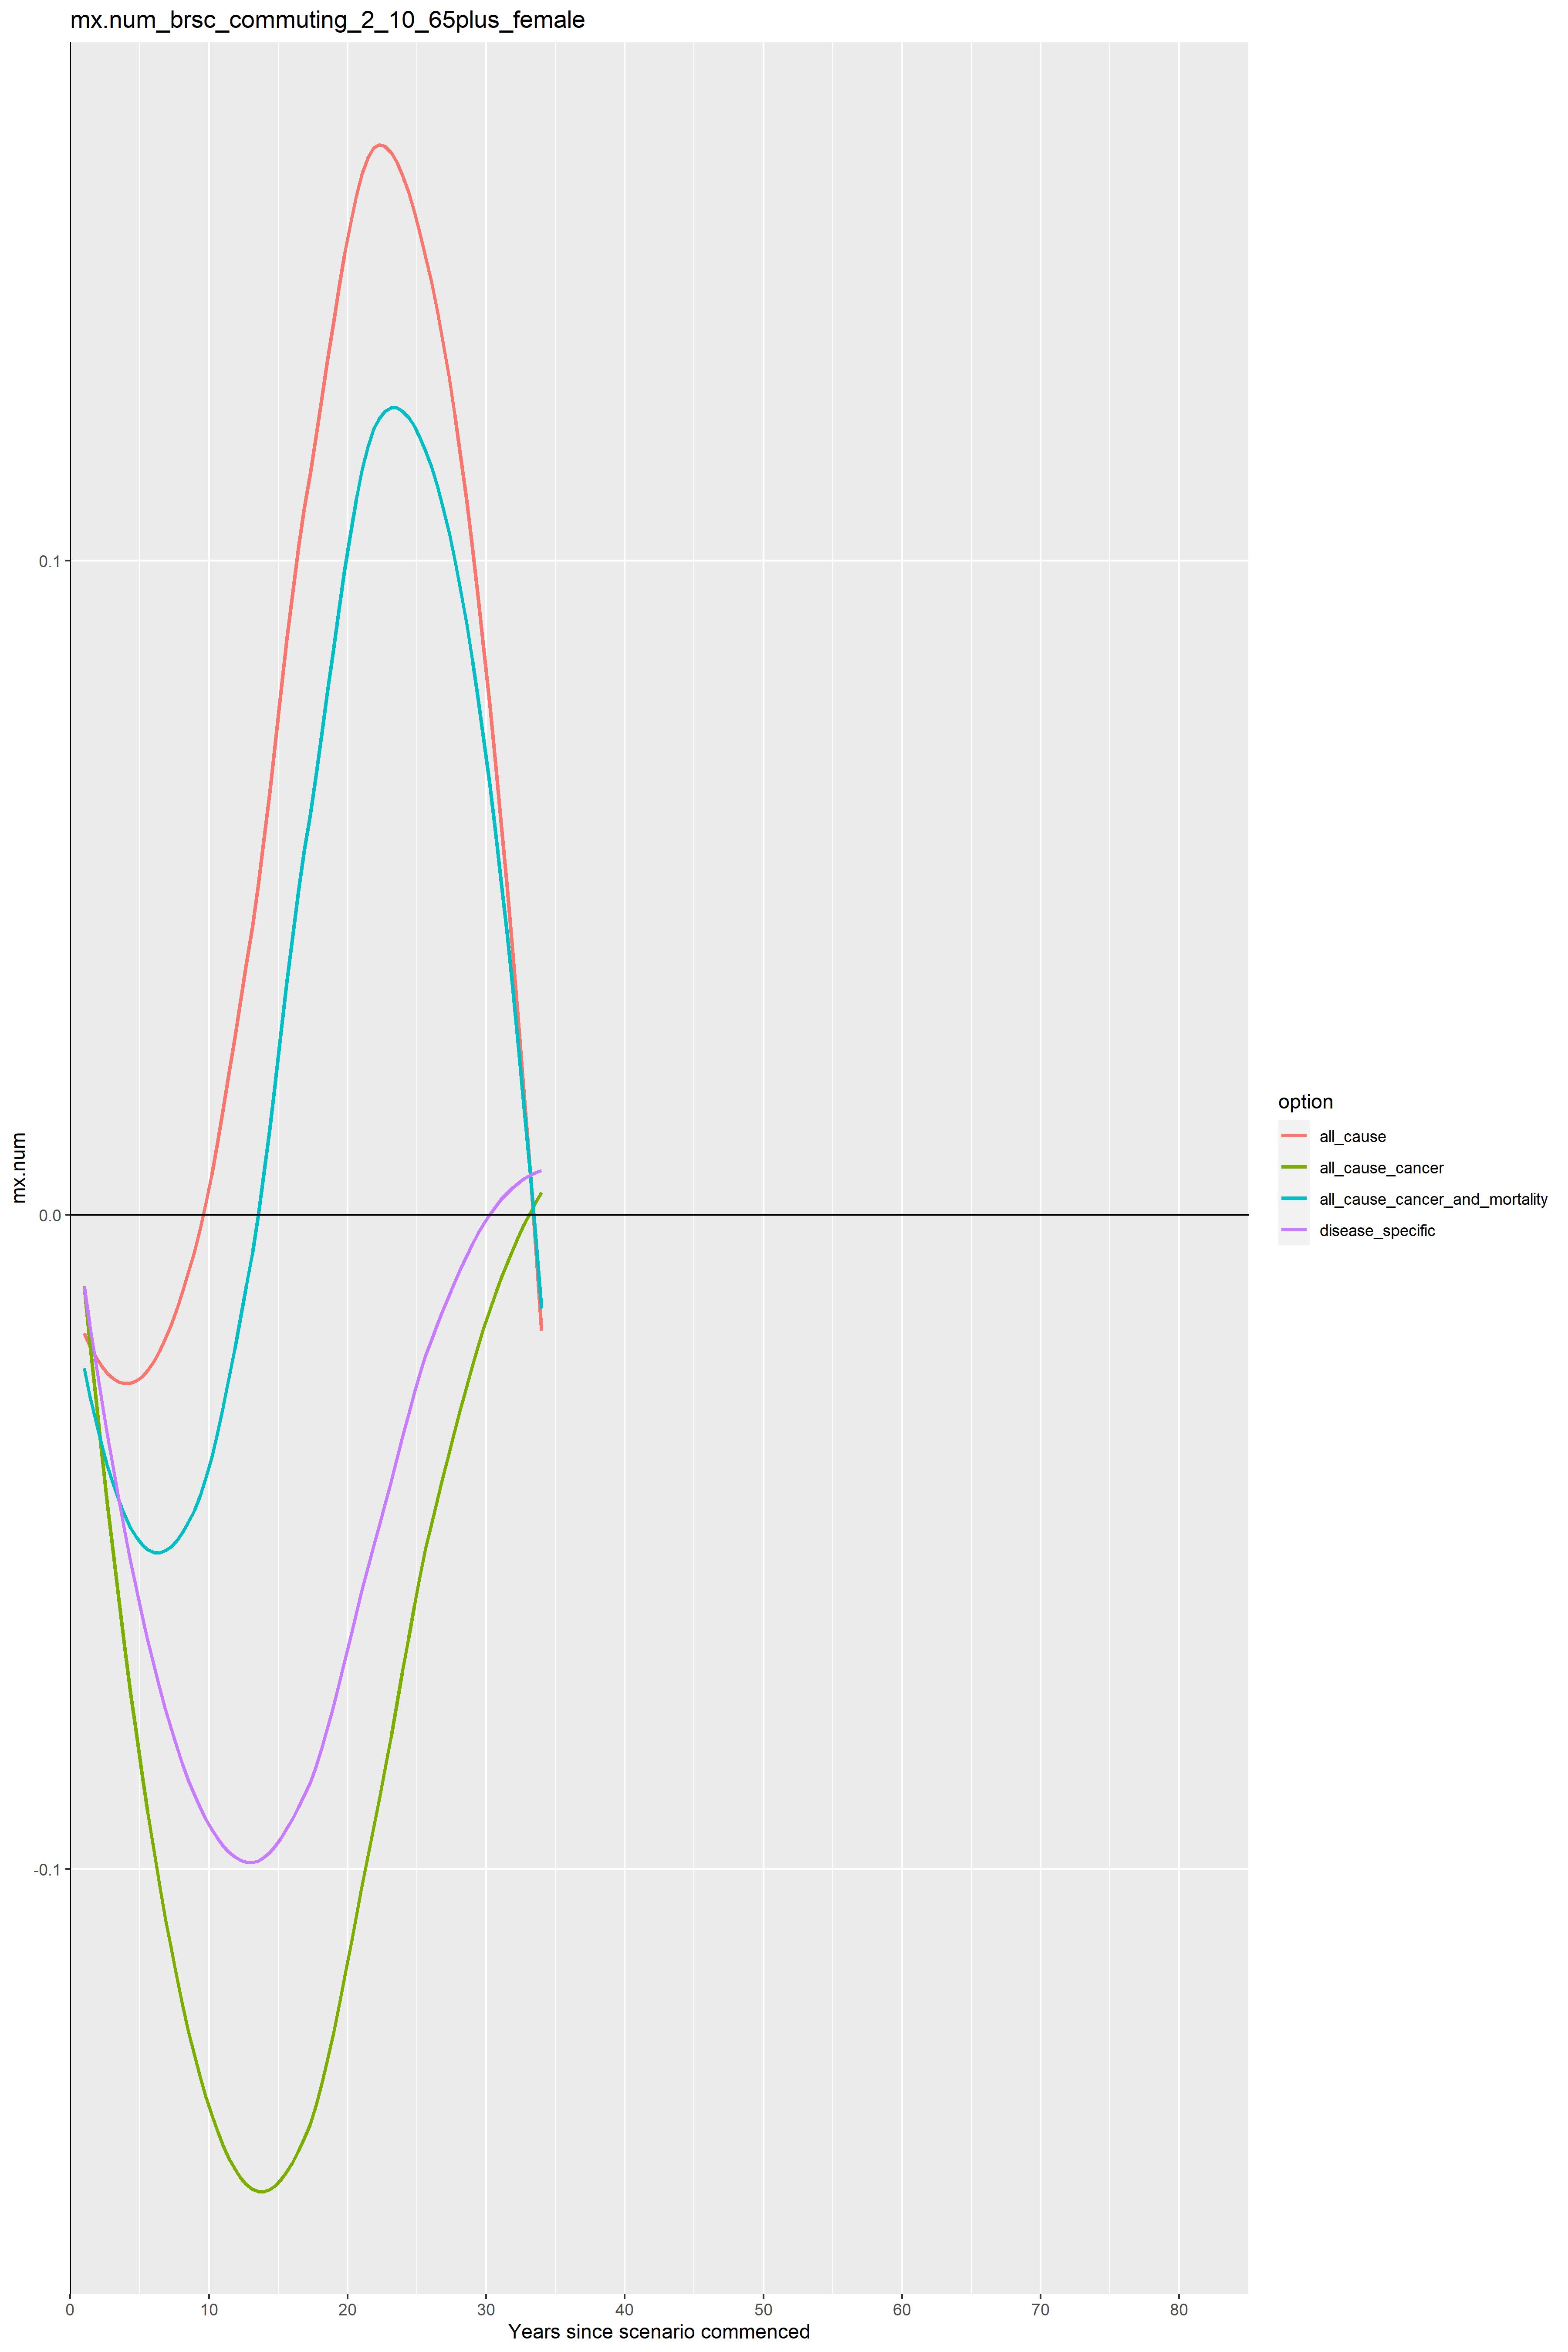 mx.num_brsc_commuting_2_10_65plus_female
mx.num
0.1
0.0
-0.1
0 10 20 30 40 50 60 70 80
Years since scenario commenced
option
all_cause
all_cause_cancer
all_cause_cancer_and_mortality
disease_specific